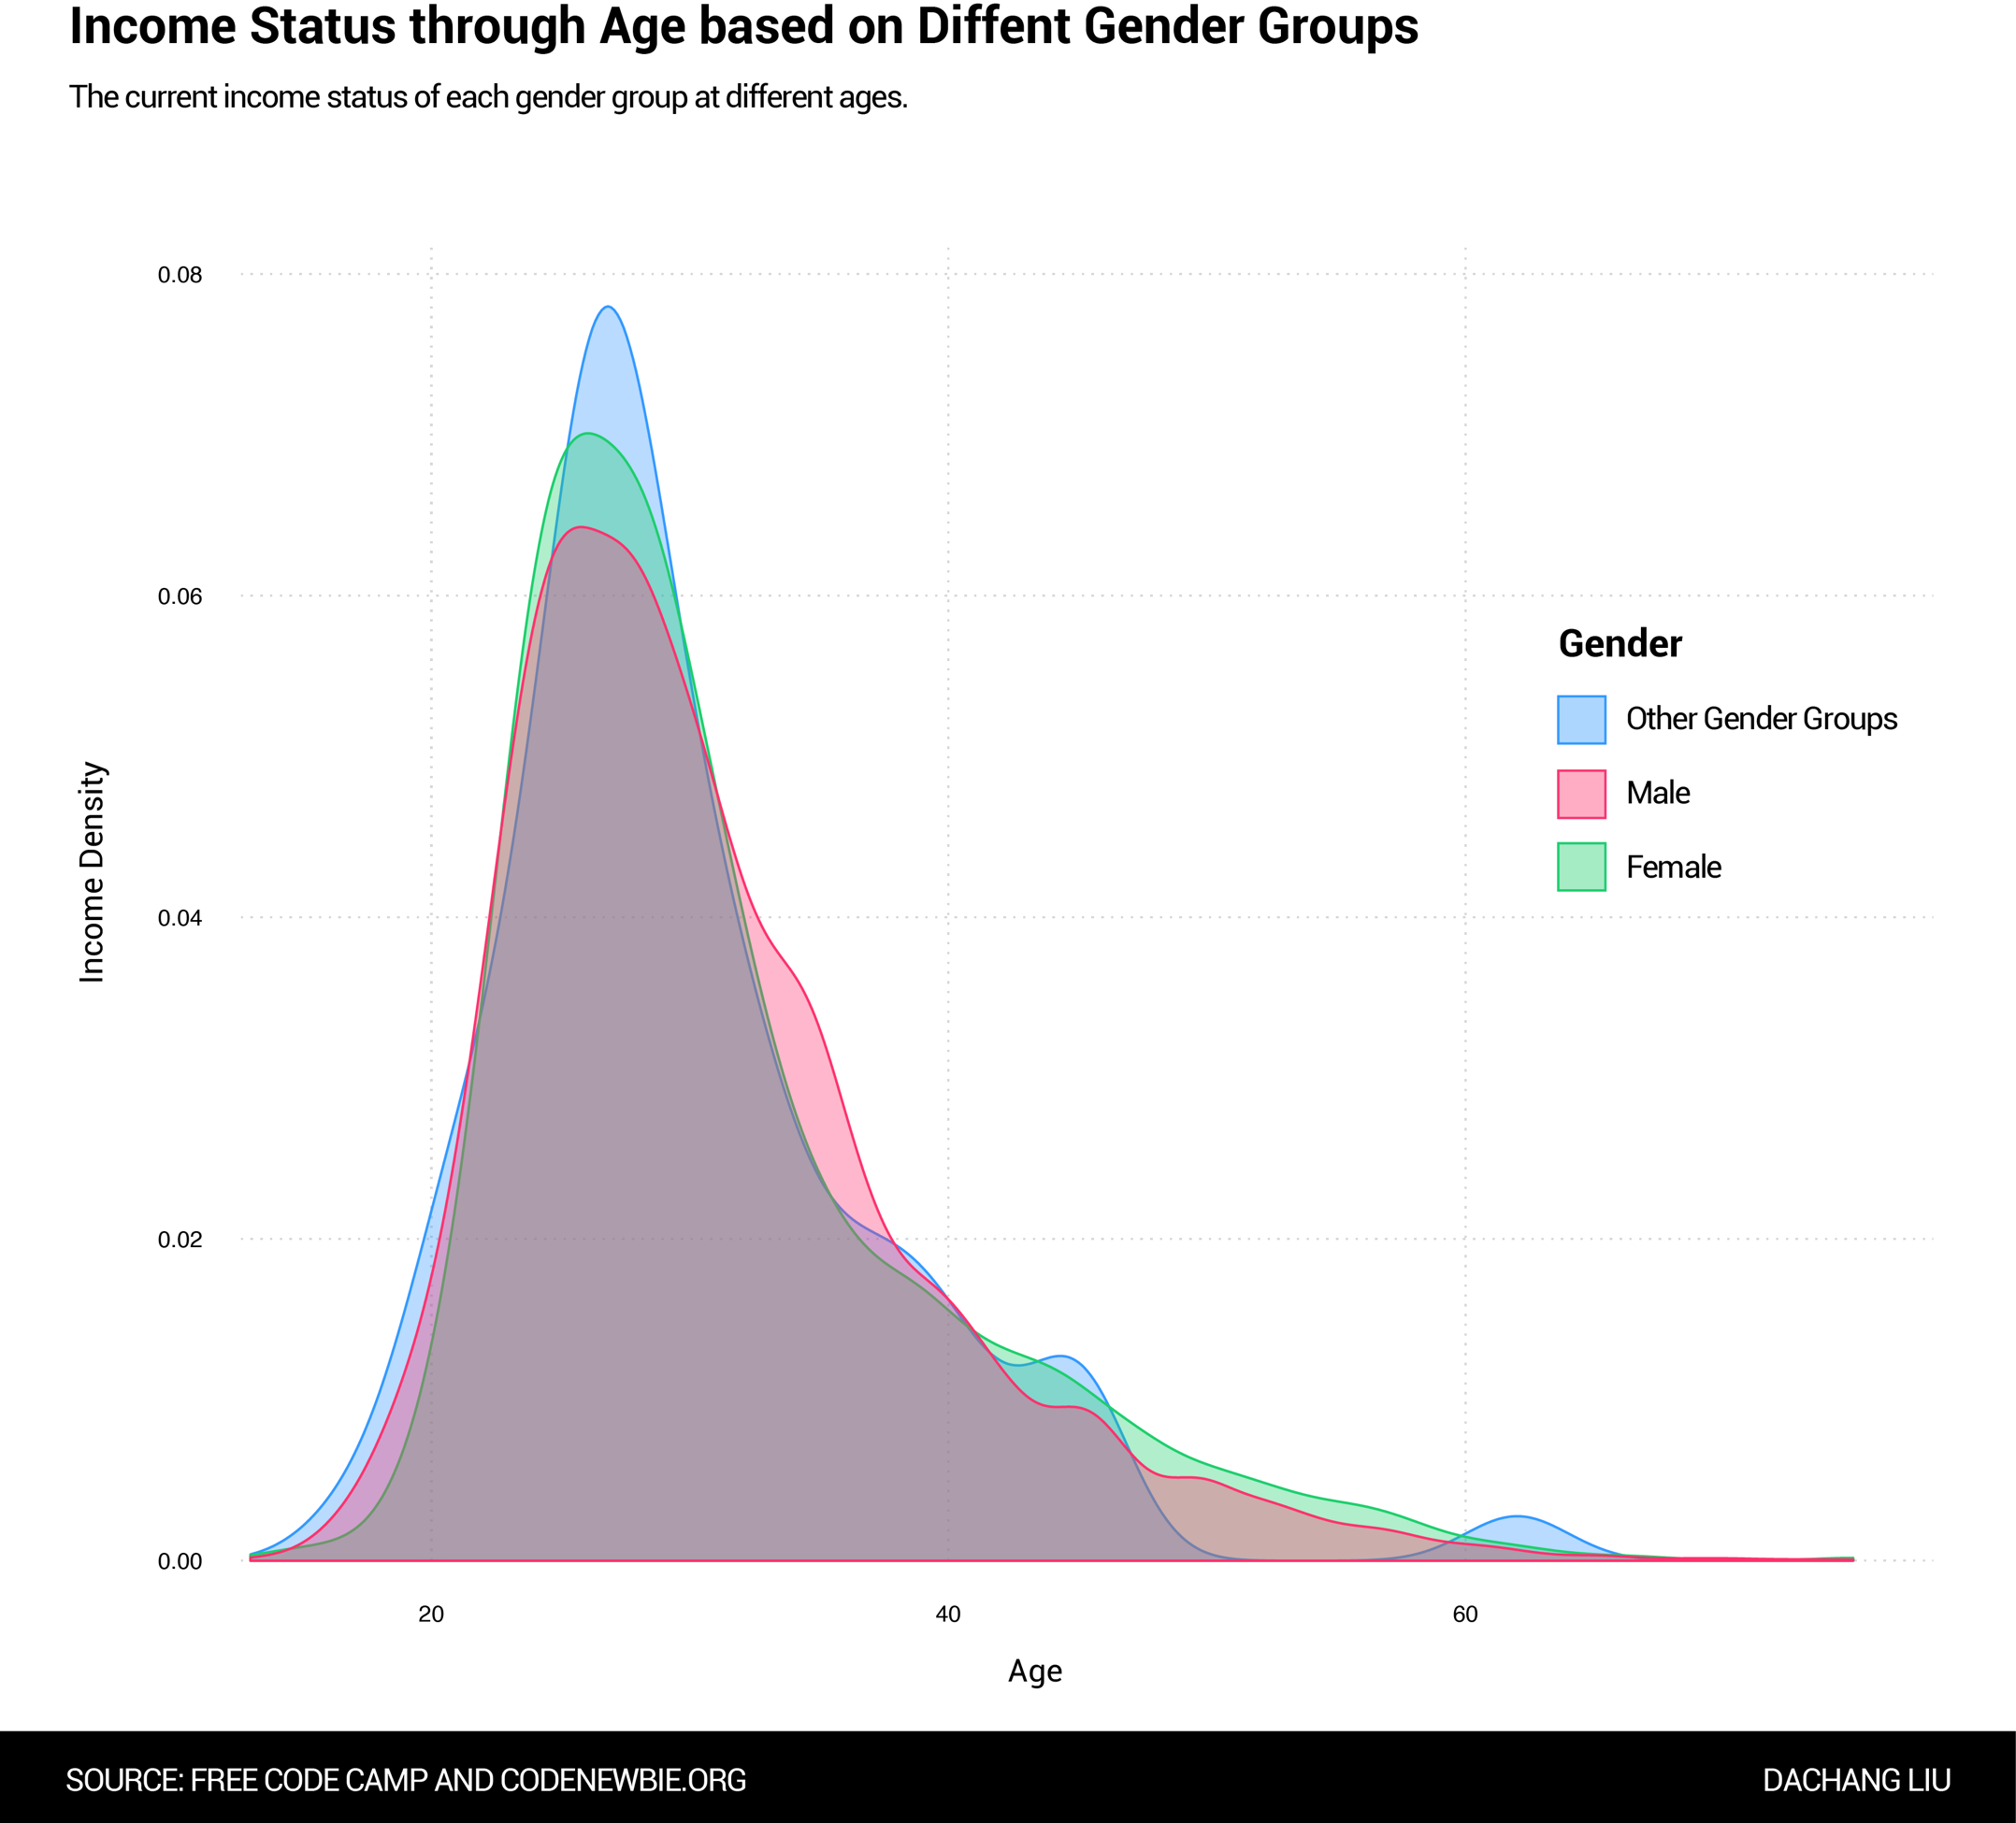 Income Status through Age based on Diffent Gender Groups
The current income status of each gender group at different ages.
0.08
0.06
0.04
0.02
0.00
Income Density
20
40
60
Age
Gender
Other Gender Groups
Male
Female
SOURCE: FREE CODE CAMP AND CODENEWBIE.ORG
DACHANG LIU